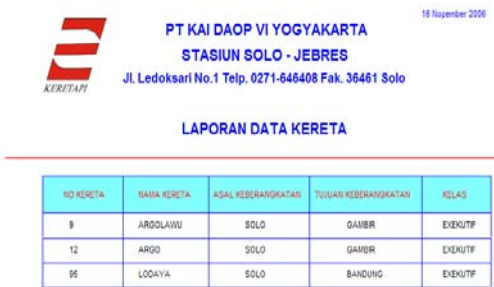 16 Nopember 2006
PT KAI DAOP VI YOGYAKARTA
STASIUN SOLO - JEBRES
Jl. Ledoksari No.1 Telp. 0271-646408 Fak. 36461 Solo
KERETAPI
LAPORAN DATA KERETA
NO KERETA NAMA KERETA ASAL KEBERANGKATAN TUJUAN KEBERANGKATAN KELAS
9 ARGOLAWU SOLO GAMBIR EXEKUTIF
12 ARGO SOLO GAMBIR EXEKUTIF
95 LODAYA SOLO BANDUNG EXEKUTIF